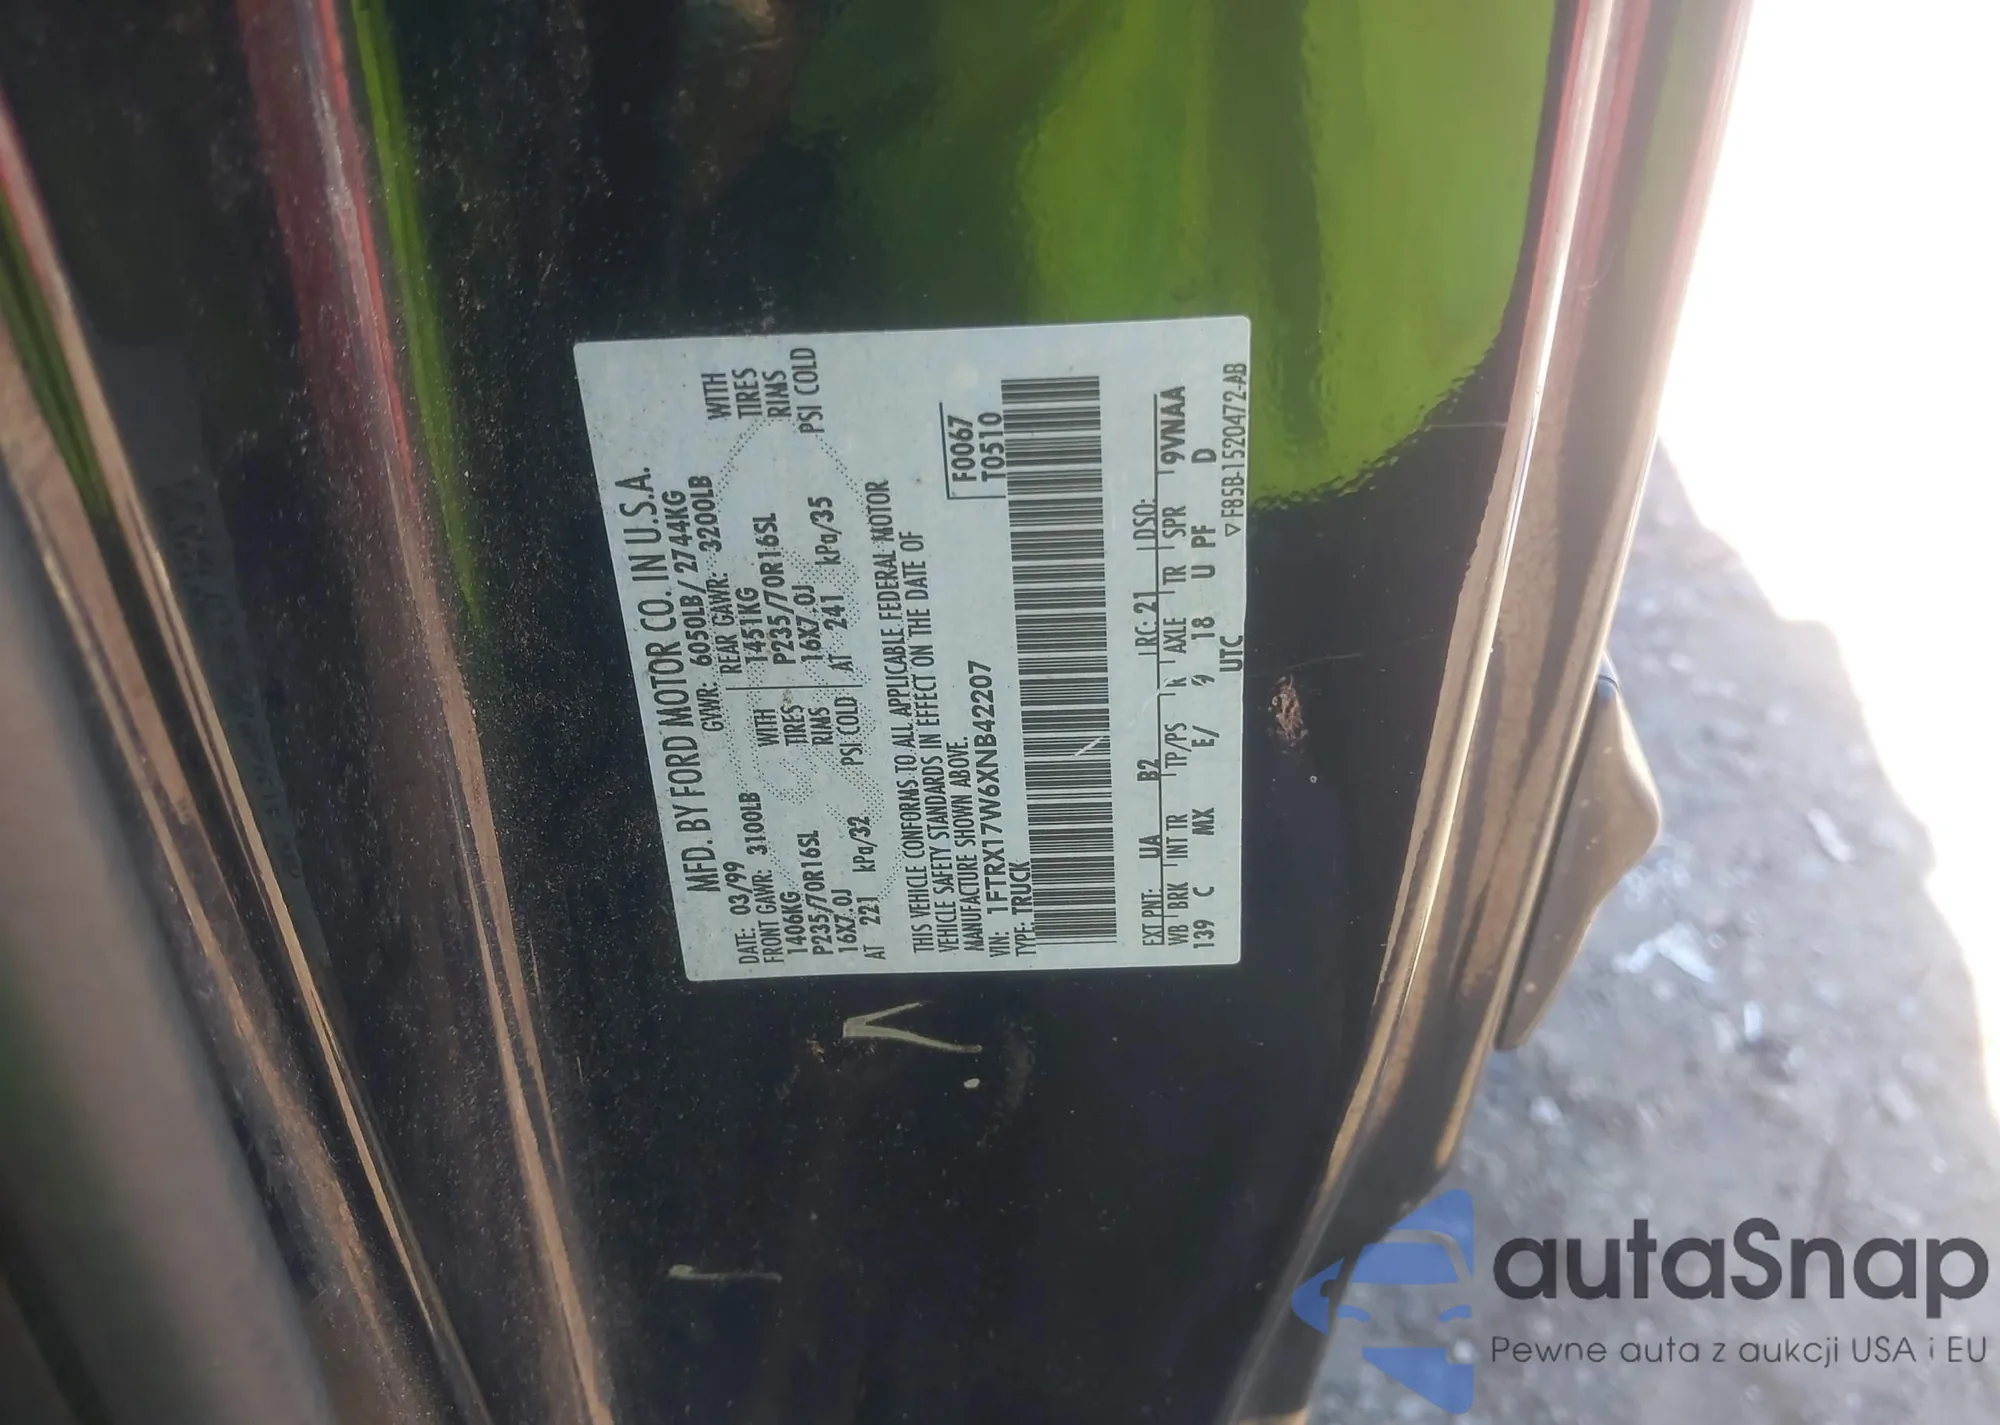 MFD. BY FORD MOTOR CO. IN U.S.A.
DATE: 03/99 GVWR: 6050LB/ 2744KG
FRONT GAWR: 3100LB REAR GAWR: 3200LB
1406KG WITH 1451KG WITH
P235/70R16SL TIRES P235/70R16SL TIRES
16X7.0J RIMS 16X7.0J RIMS
AT 221 kPa/32 PSI COLD AT 241 kPa/35 PSI COLD
THIS VEHICLE CONFORMS TO ALL APPLICABLE FEDERAL MOTOR
VEHICLE SAFETY STANDARDS IN EFFECT ON THE DATE OF
MANUFACTURE SHOWN ABOVE.
VIN: 1FTRX17W6XNB42207 F0067
TYPE: TRUCK T0510
EXT PNT: UA B2 RC: 21 DSO:
WB BRK INT TR TP/PS R AXLE TR SPR 9VNAA
139 C MX E/ 9 18 U PF D
UTC ▽ F85B-1520472-AB
autaSnap
Pewne auta z aukcji USA i EU